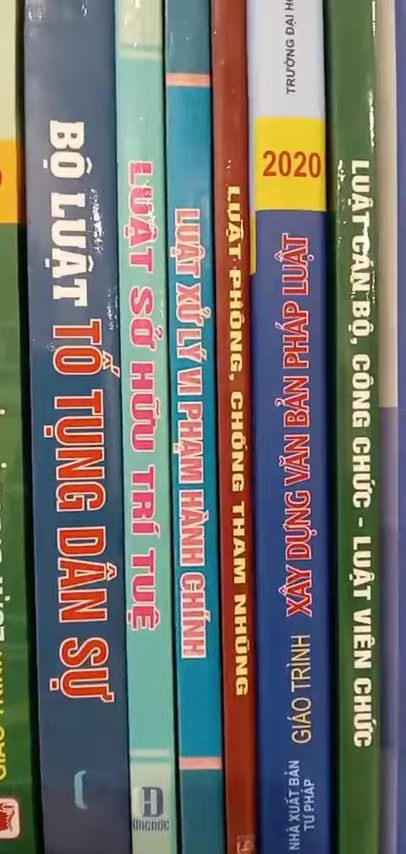 BỘ LUẬT TỐ TỤNG DÂN SỰ
LUẬT SỞ HỮU TRÍ TUỆ
LUẬT XỬ LÝ VI PHẠM HÀNH CHÍNH
LUẬT PHÒNG, CHỐNG THAM NHŨNG
TRƯỜNG ĐẠI
2020
GIÁO TRÌNH XÂY DỰNG VĂN BẢN PHÁP LUẬT
NHÀ XUẤT BẢN
TƯ PHÁP
LUẬT CÁN BỘ, CÔNG CHỨC - LUẬT VIÊN CHỨC